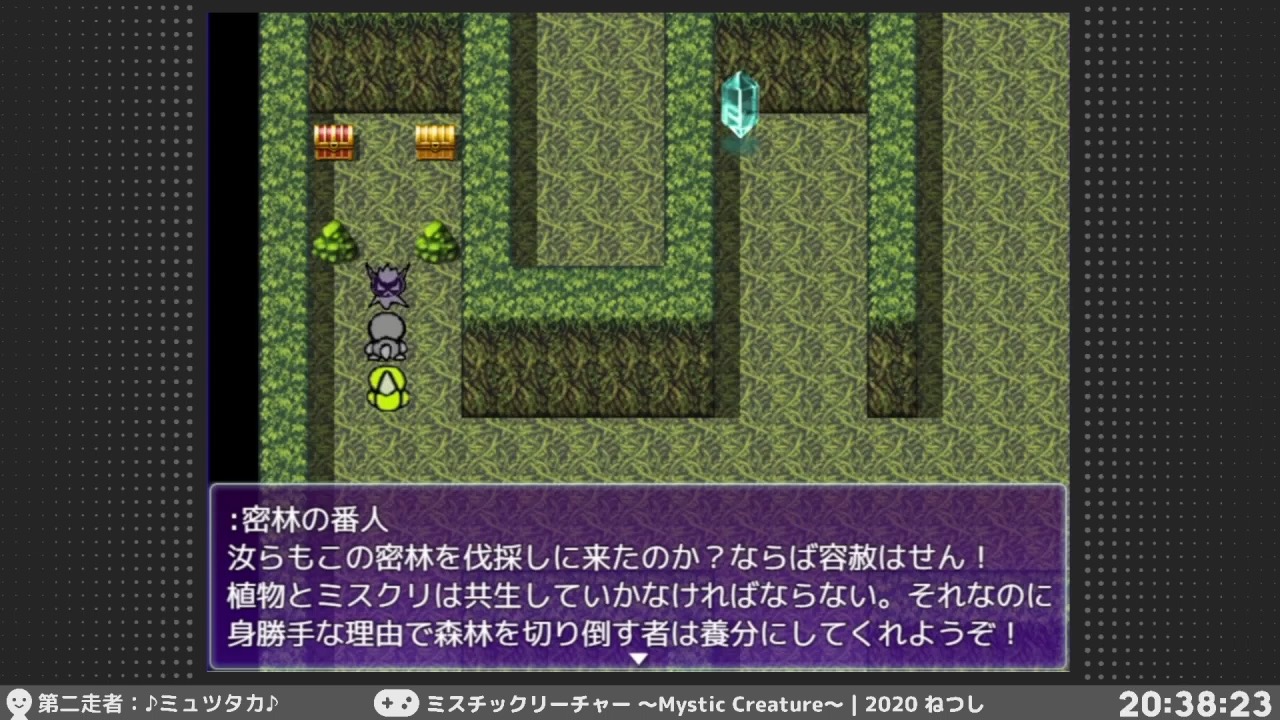 :密林の番人
汝らもこの密林を伐採しに来たのか？ならば容赦はせん！
植物とミスクリは共生していかなければならない。それなのに
身勝手な理由で森林を切り倒す者は養分にしてくれようぞ！
第二走者：♪ミュツタカ♪
ミスチックリーチャー 〜Mystic Creature〜 | 2020 ねつし
20:38:23